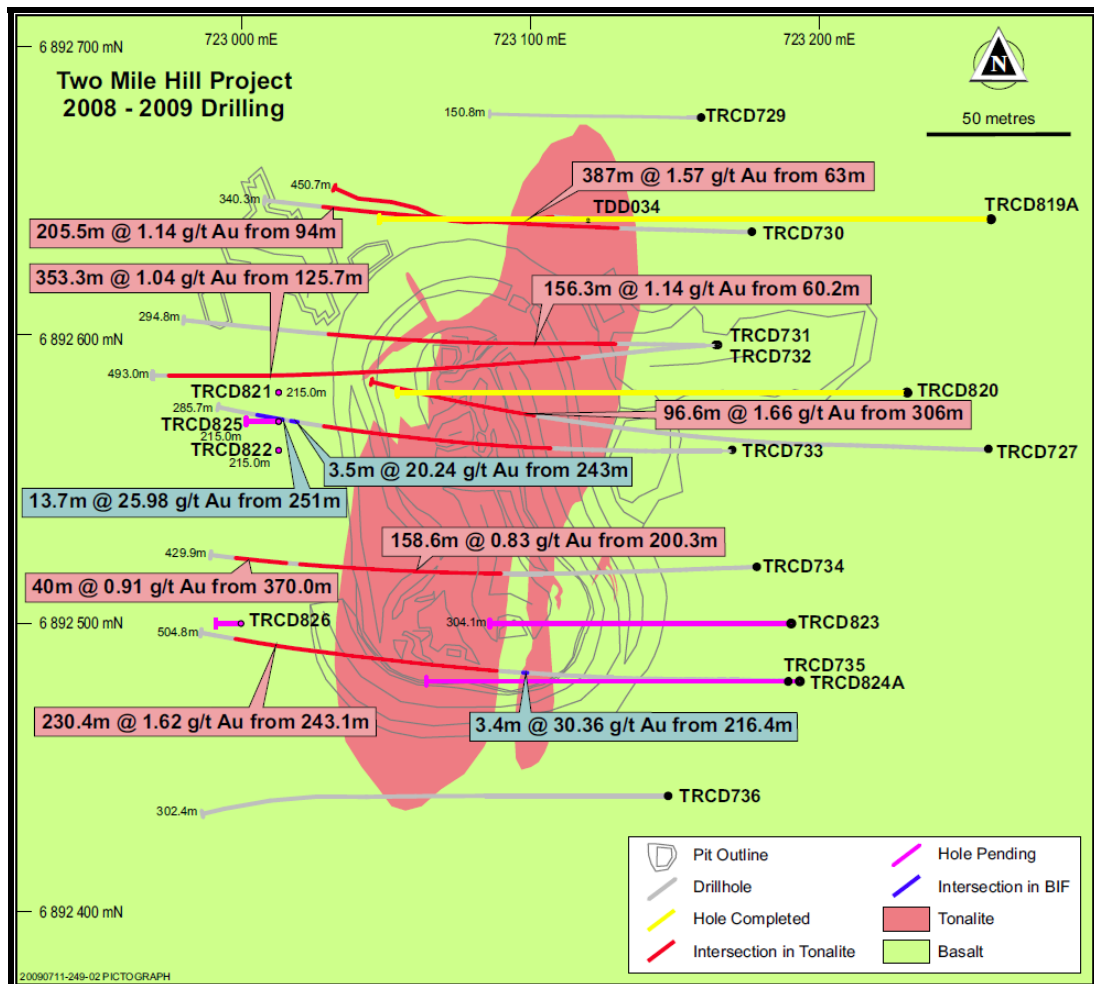 723 000 mE
723 100 mE
723 200 mE
6 892 700 mN
Two Mile Hill Project
2008 - 2009 Drilling
N
50 metres
150.8m
TRCD729
450.7m
387m @ 1.57 g/t Au from 63m
340.3m
TDD034
TRCD819A
205.5m @ 1.14 g/t Au from 94m
TRCD730
353.3m @ 1.04 g/t Au from 125.7m
156.3m @ 1.14 g/t Au from 60.2m
294.8m
6 892 600 mN
TRCD731
TRCD732
493.0m
TRCD821
215.0m
TRCD820
285.7m
96.6m @ 1.66 g/t Au from 306m
TRCD825
215.0m
TRCD822
215.0m
TRCD733
TRCD727
3.5m @ 20.24 g/t Au from 243m
13.7m @ 25.98 g/t Au from 251m
158.6m @ 0.83 g/t Au from 200.3m
429.9m
TRCD734
40m @ 0.91 g/t Au from 370.0m
6 892 500 mN
TRCD826
304.1m
TRCD823
504.8m
TRCD735
TRCD824A
230.4m @ 1.62 g/t Au from 243.1m
3.4m @ 30.36 g/t Au from 216.4m
TRCD736
302.4m
6 892 400 mN
Pit Outline
Hole Pending
Drillhole
Intersection in BIF
Hole Completed
Tonalite
Intersection in Tonalite
Basalt
20090711-249-02 PICTOGRAPH